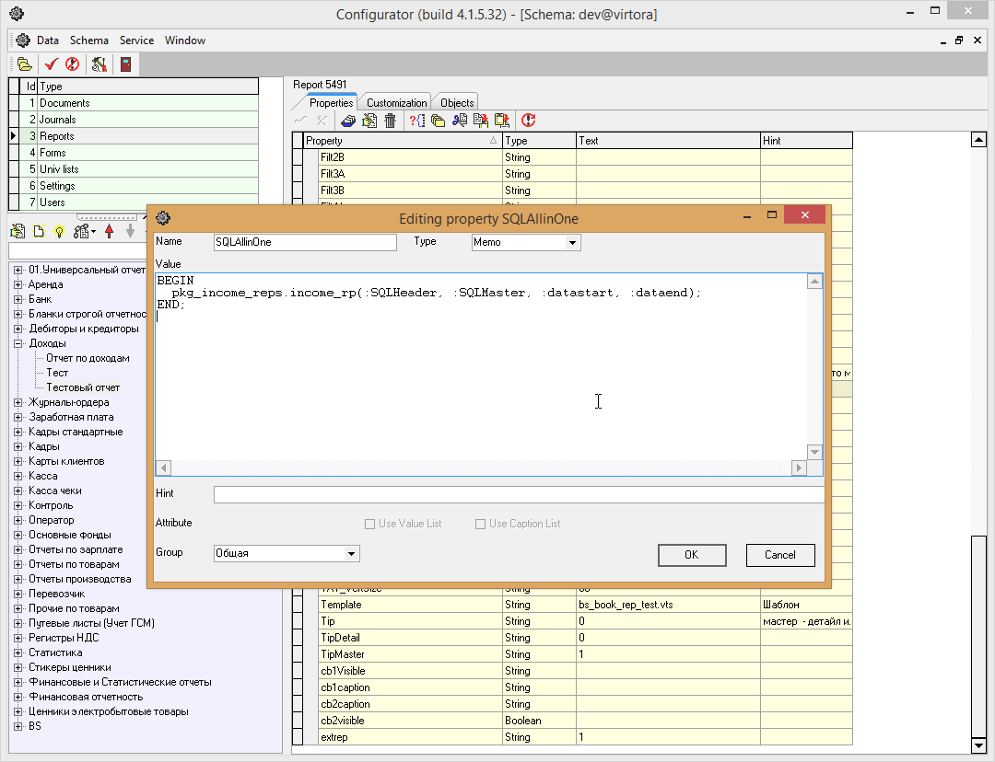 Configurator (build 4.1.5.32) - [Schema: dev@virtora]
Data Schema Service Window
Id Type
1 Documents
2 Journals
3 Reports
4 Forms
5 Univ lists
6 Settings
7 Users
Report 5491
Properties Customization Objects
Property Type Text Hint
Filt2B String
Filt3A String
Filt3B String
Editing property SQLAllinOne
Name SQLAllinOne Type Memo
Value
BEGIN
pkg_income_reps.income_rp(:SQLHeader, :SQLMaster, :datastart, :dataend);
END;
Hint
Attribute Use Value List Use Caption List
Group Общая OK Cancel
01.Универсальный отчет
Аренда
Банк
Бланки строгой отчетнос
Дебиторы и кредиторы
Доходы
Отчет по доходам
Тест
Тестовый отчет
Журналы-ордера
Заработная плата
Кадры стандартные
Кадры
Карты клиентов
Касса
Касса чеки
Контроль
Оператор
Основные фонды
Отчеты по зарплате
Отчеты по товарам
Отчеты производства
Перевозчик
Прочие по товарам
Путевые листы (Учет ГСМ)
Регистры НДС
Статистика
Стикеры ценники
Финансовые и Статистические отчеты
Финансовая отчетность
Ценники электробытовые товары
BS
Template String bs_book_rep_test.vts Шаблон
Tip String 0 мастер - детайл и.
TipDetail String 0
TipMaster String 1
cb1Visible String
cb1caption String
cb2caption String
cb2visible Boolean
extrep String 1